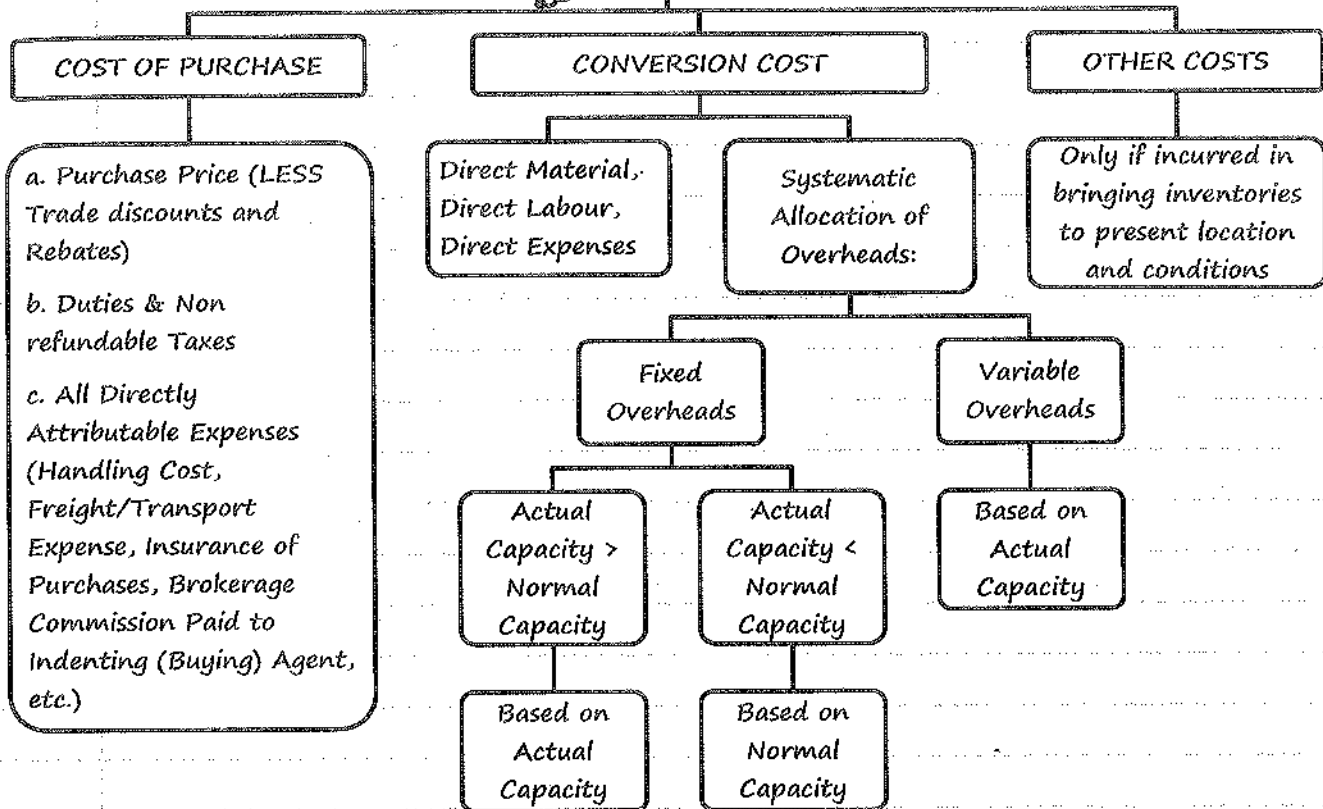 COST OF PURCHASE
CONVERSION COST
OTHER COSTS
a. Purchase Price (LESS
Trade discounts and
Rebates)
b. Duties & Non
refundable Taxes
c. All Directly
Attributable Expenses
(Handling Cost,
Freight/Transport
Expense, Insurance of
Purchases, Brokerage
Commission Paid to
Indenting (Buying) Agent,
etc.)
Direct Material,
Direct Labour,
Direct Expenses
Systematic
Allocation of
Overheads:
Only if incurred in
bringing inventories
to present location
and conditions
Fixed
Overheads
Variable
Overheads
Actual
Capacity >
Normal
Capacity
Actual
Capacity <
Normal
Capacity
Based on
Actual
Capacity
Based on
Actual
Capacity
Based on
Normal
Capacity